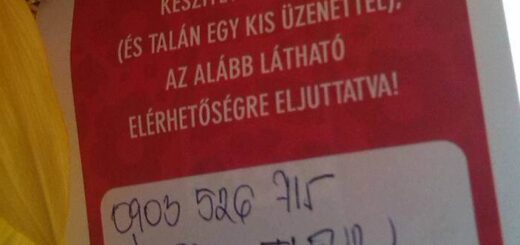 (ÉS TALÁN EGY KIS ÜZENETTEL),
AZ ALÁBB LÁTHATÓ
ELÉRHETŐSÉGRE ELJUTTATVA!
0903 526 715